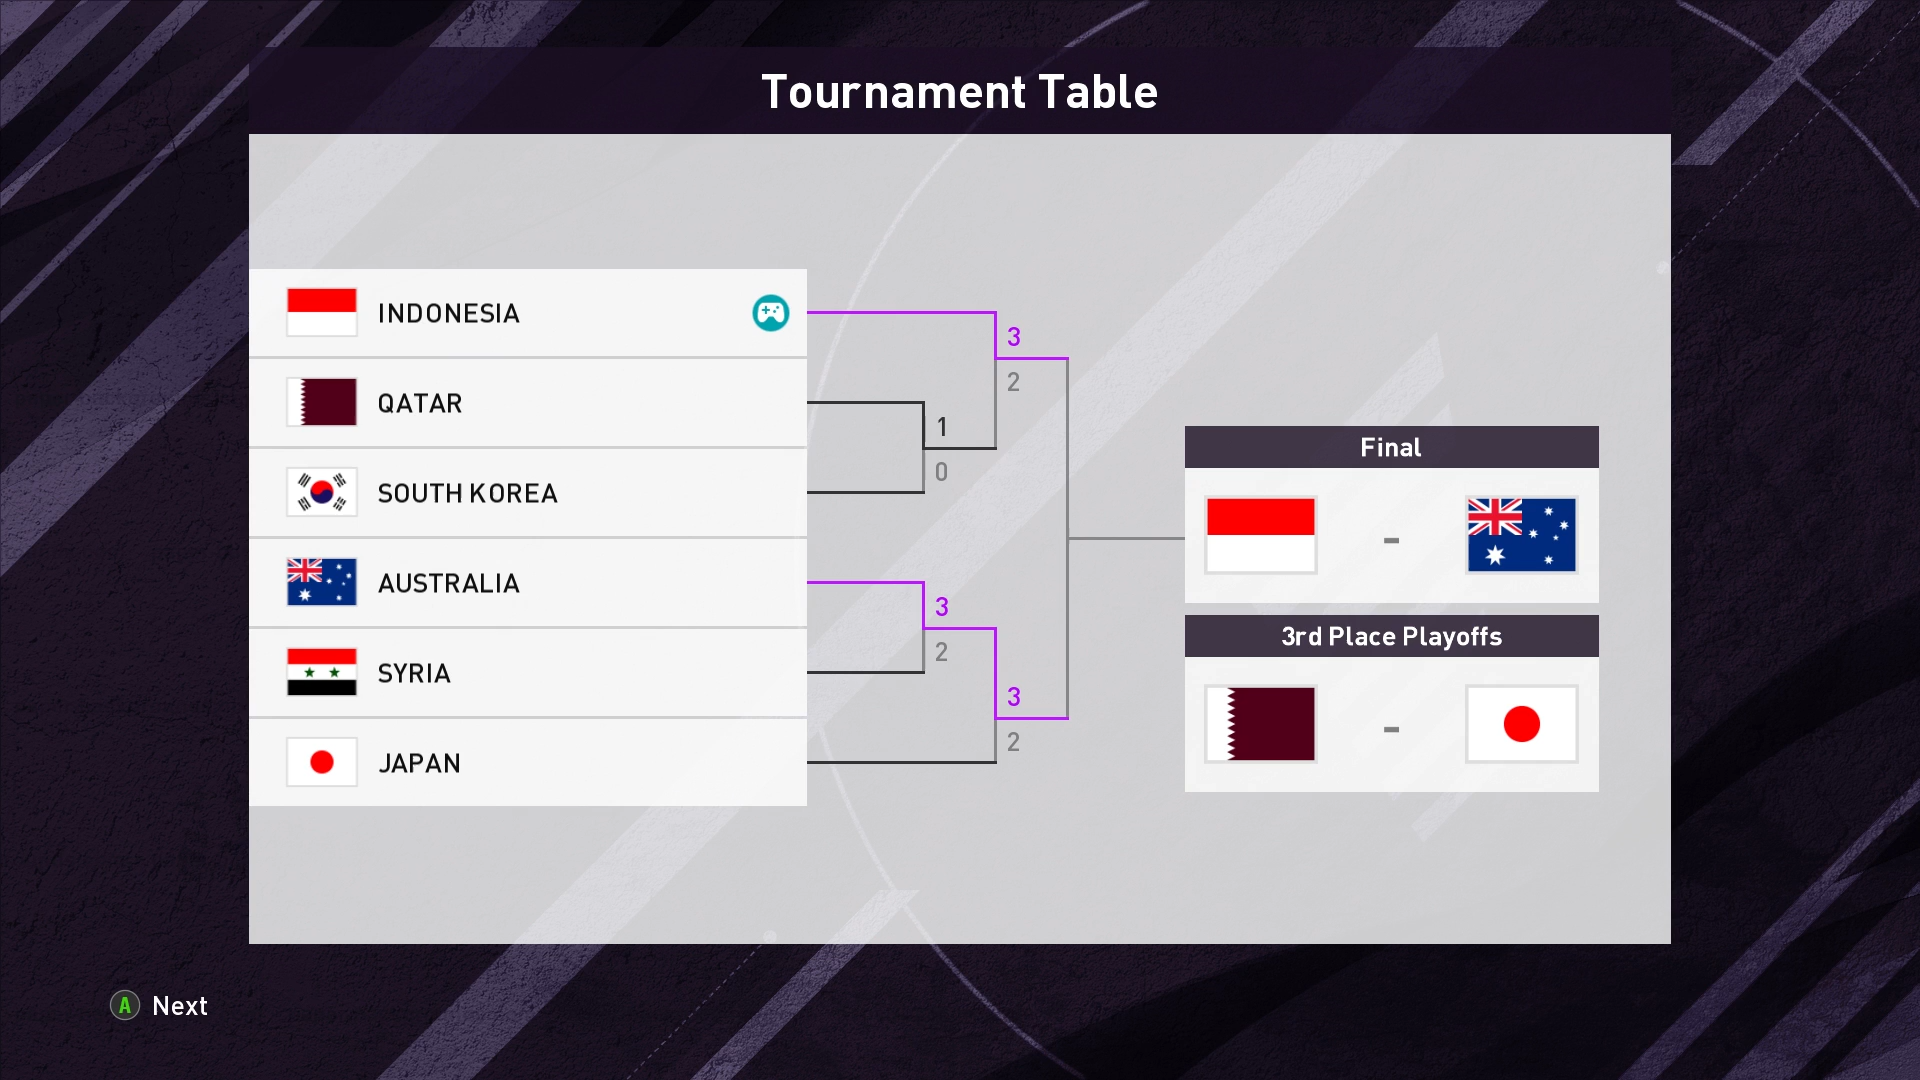 Tournament Table
INDONESIA
3
2
QATAR
1
0
SOUTH KOREA
AUSTRALIA
3
2
SYRIA
3
2
JAPAN
Final
-
3rd Place Playoffs
-
A Next